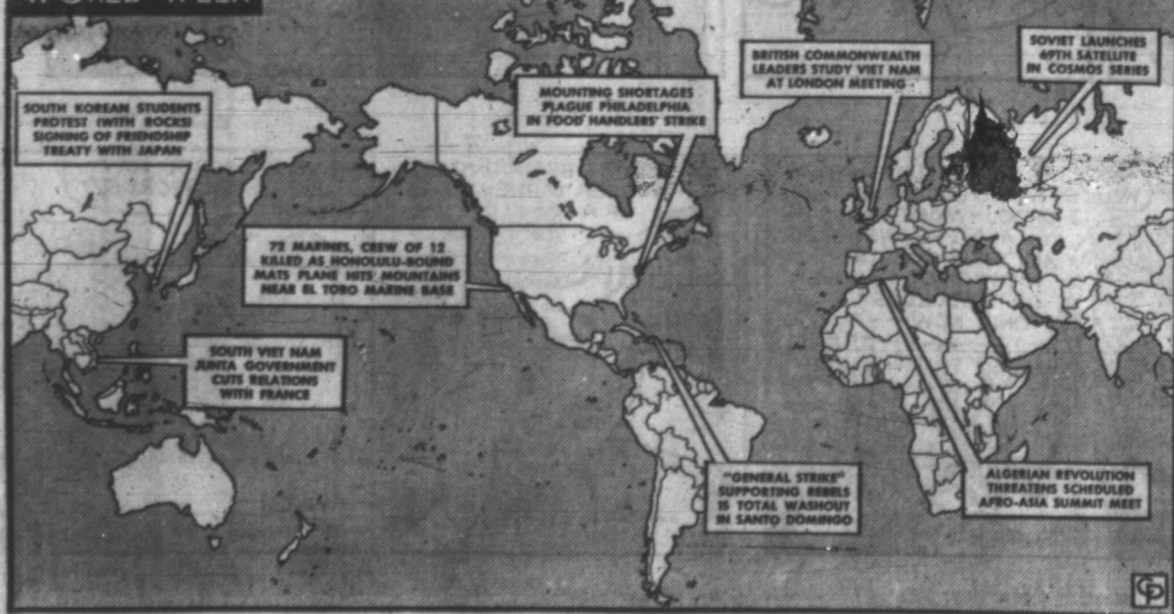 WORLD WEEK
SOUTH KOREAN STUDENTS
PROTEST (WITH ROCKS)
SIGNING OF FRIENDSHIP
TREATY WITH JAPAN
MOUNTING SHORTAGES
PLAGUE PHILADELPHIA
IN FOOD HANDLERS' STRIKE
BRITISH COMMONWEALTH
LEADERS STUDY VIET NAM
AT LONDON MEETING
SOVIET LAUNCHES
69TH SATELLITE
IN COSMOS SERIES
72 MARINES, CREW OF 12
KILLED AS HONOLULU-BOUND
MATS PLANE HITS MOUNTAINS
NEAR EL TORO MARINE BASE
SOUTH VIET NAM
JUNTA GOVERNMENT
CUTS RELATIONS
WITH FRANCE
"GENERAL STRIKE"
SUPPORTING REBELS
IS TOTAL WASHOUT
IN SANTO DOMINGO
ALGERIAN REVOLUTION
THREATENS SCHEDULED
AFRO-ASIA SUMMIT MEET
CP